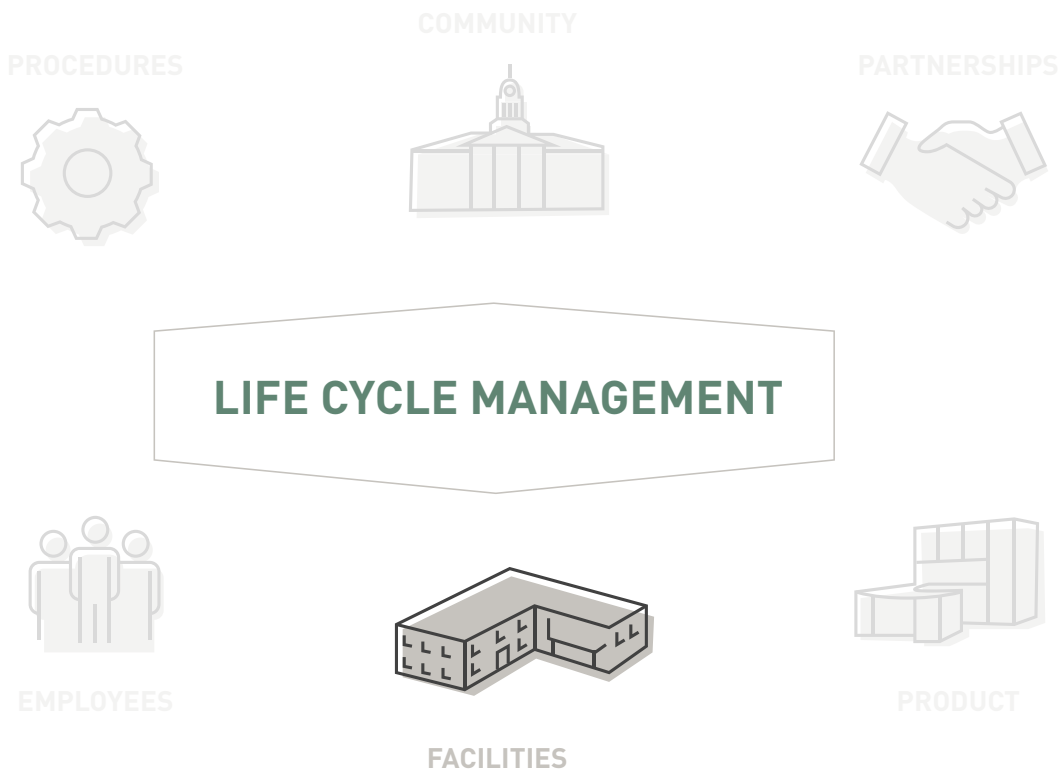 COMMUNITY
PROCEDURES
PARTNERSHIPS
LIFE CYCLE MANAGEMENT
EMPLOYEES
PRODUCT
FACILITIES